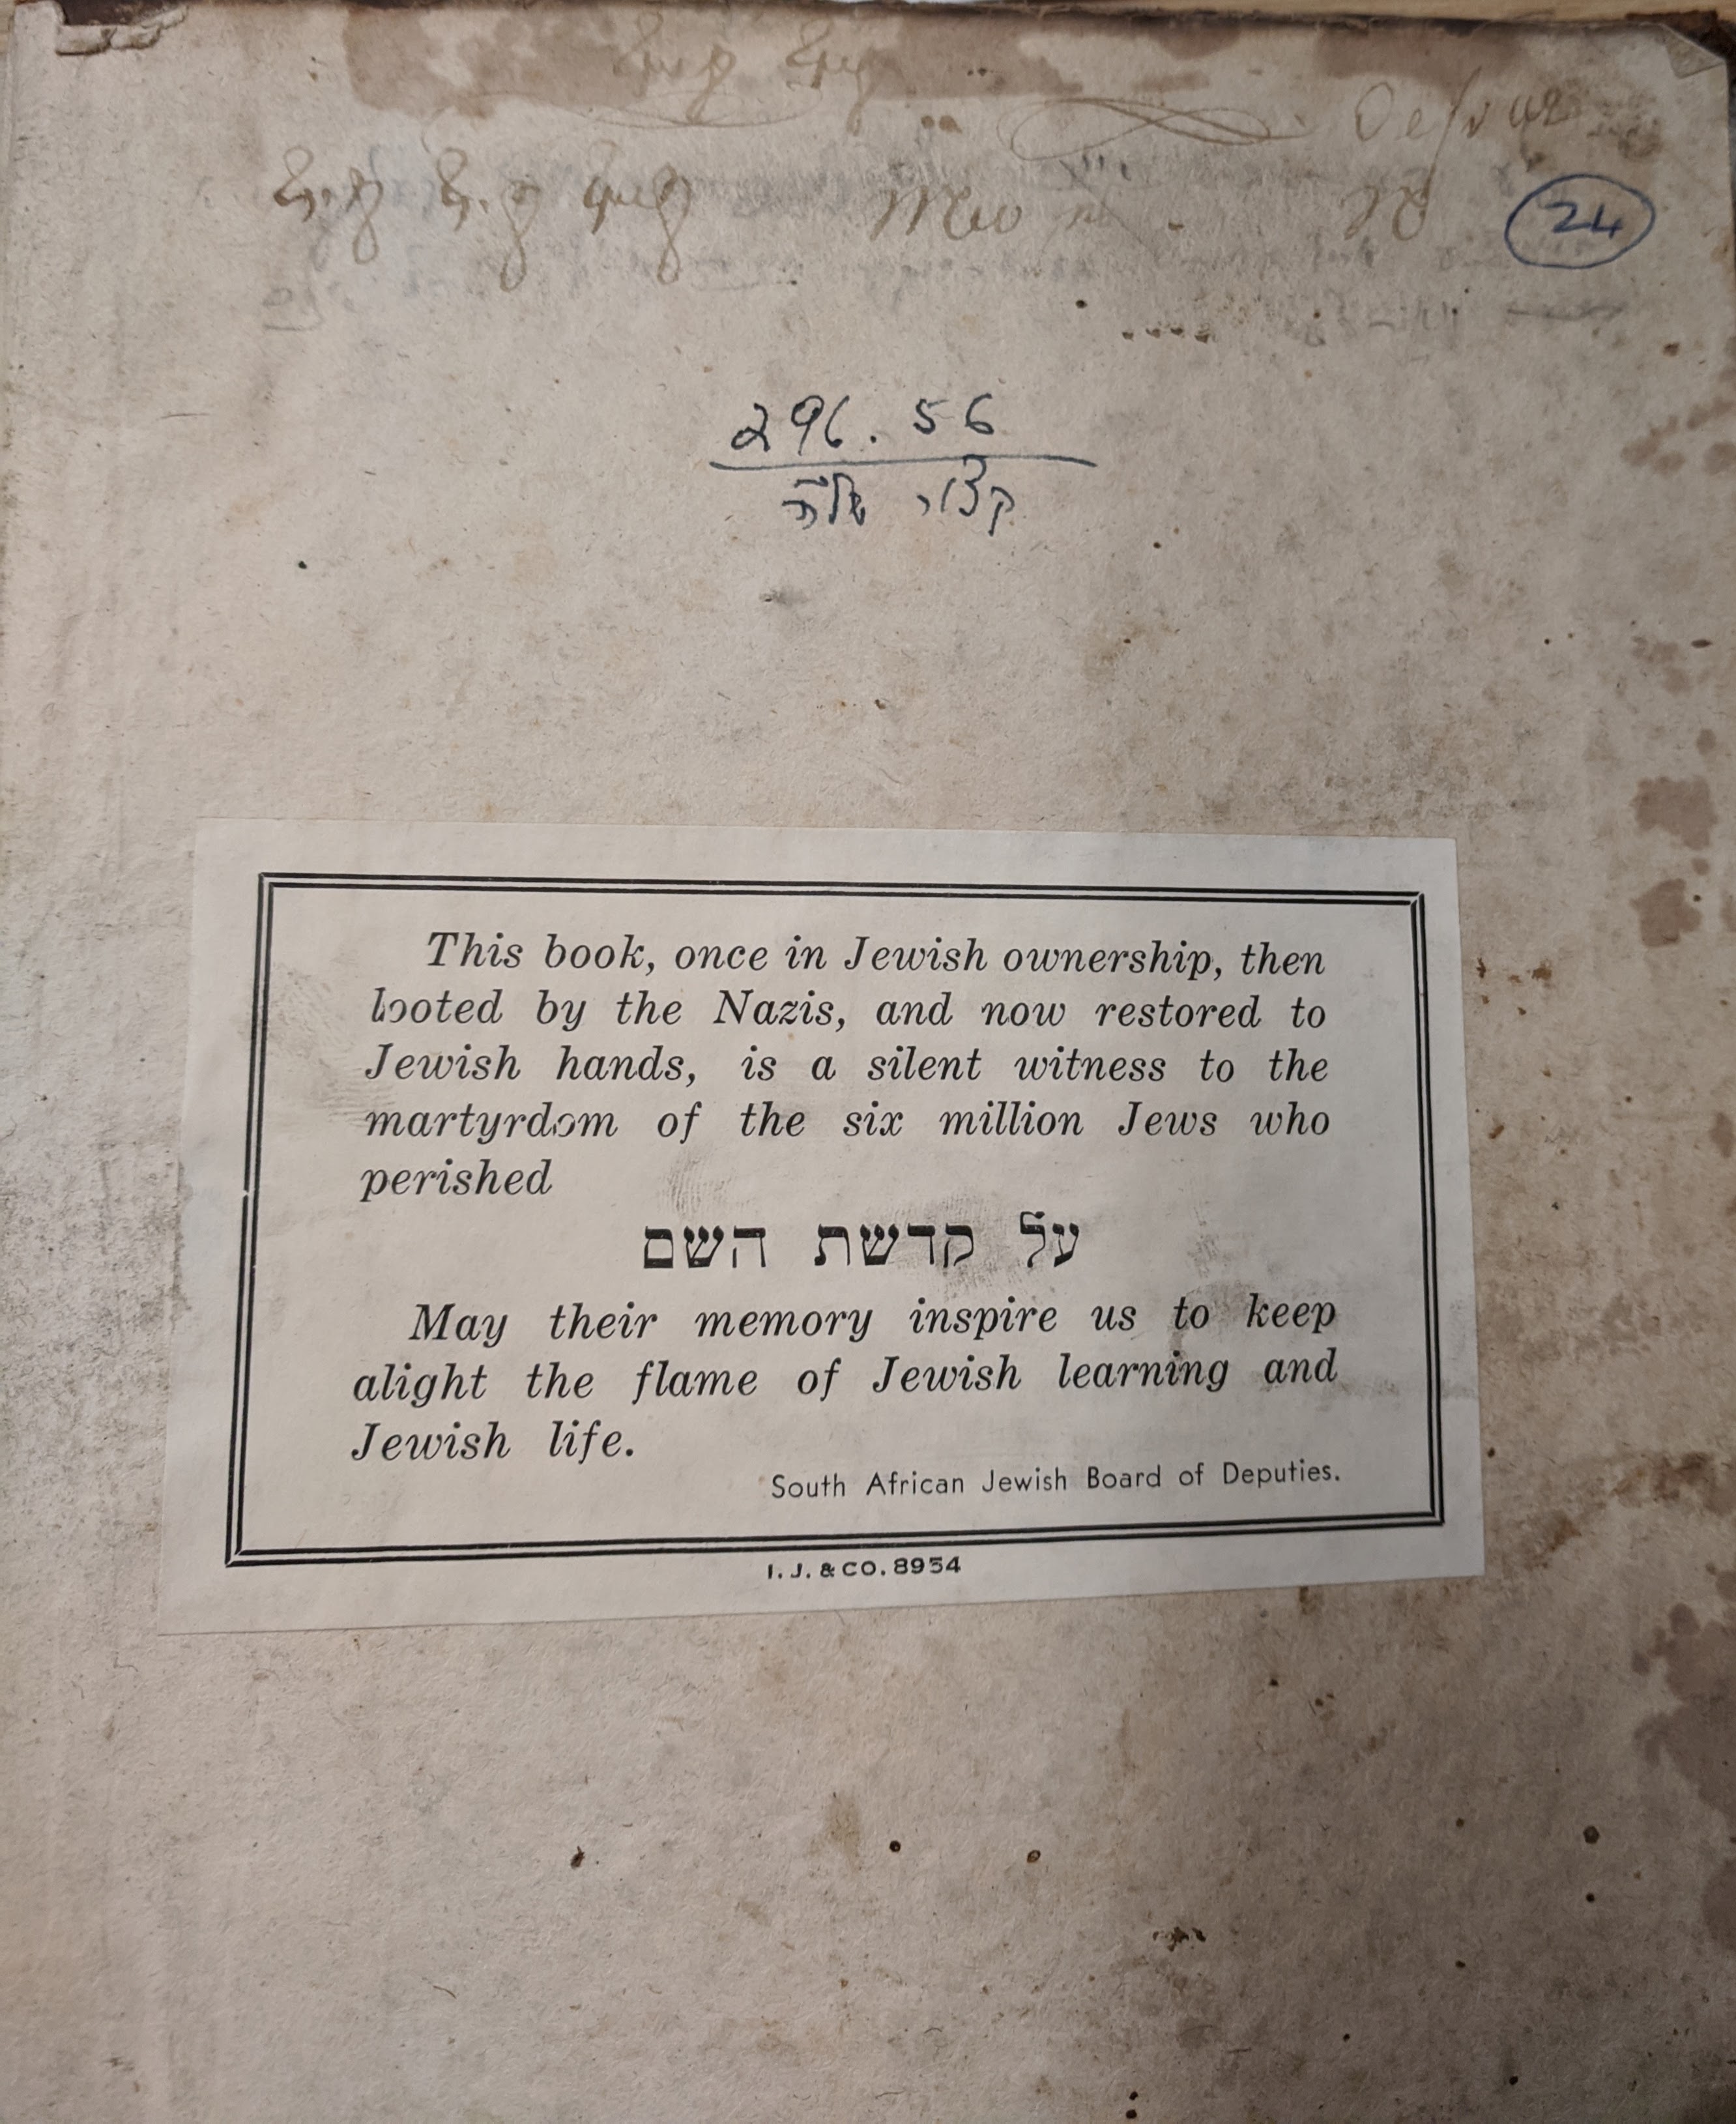 24
296.56
קצור של״ה
This book, once in Jewish ownership, then
looted by the Nazis, and now restored to
Jewish hands, is a silent witness to the
martyrdom of the six million Jews who
perished
על קדשת השם
May their memory inspire us to keep
alight the flame of Jewish learning and
Jewish life.
South African Jewish Board of Deputies.
I. J. & CO. 8954